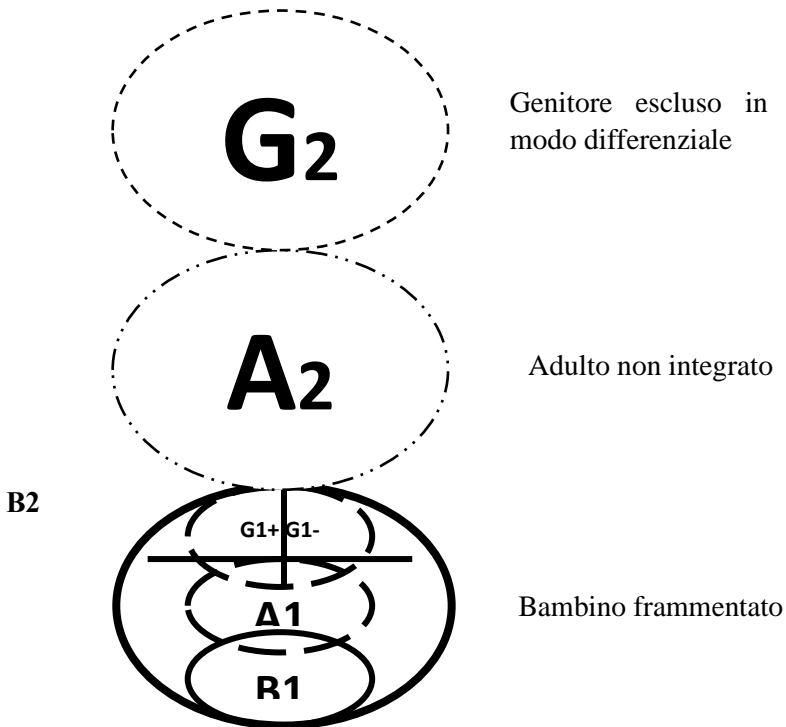 G2
Genitore escluso in
modo differenziale
A2
Adulto non integrato
B2
G1+ G1-
A1
Bambino frammentato
B1